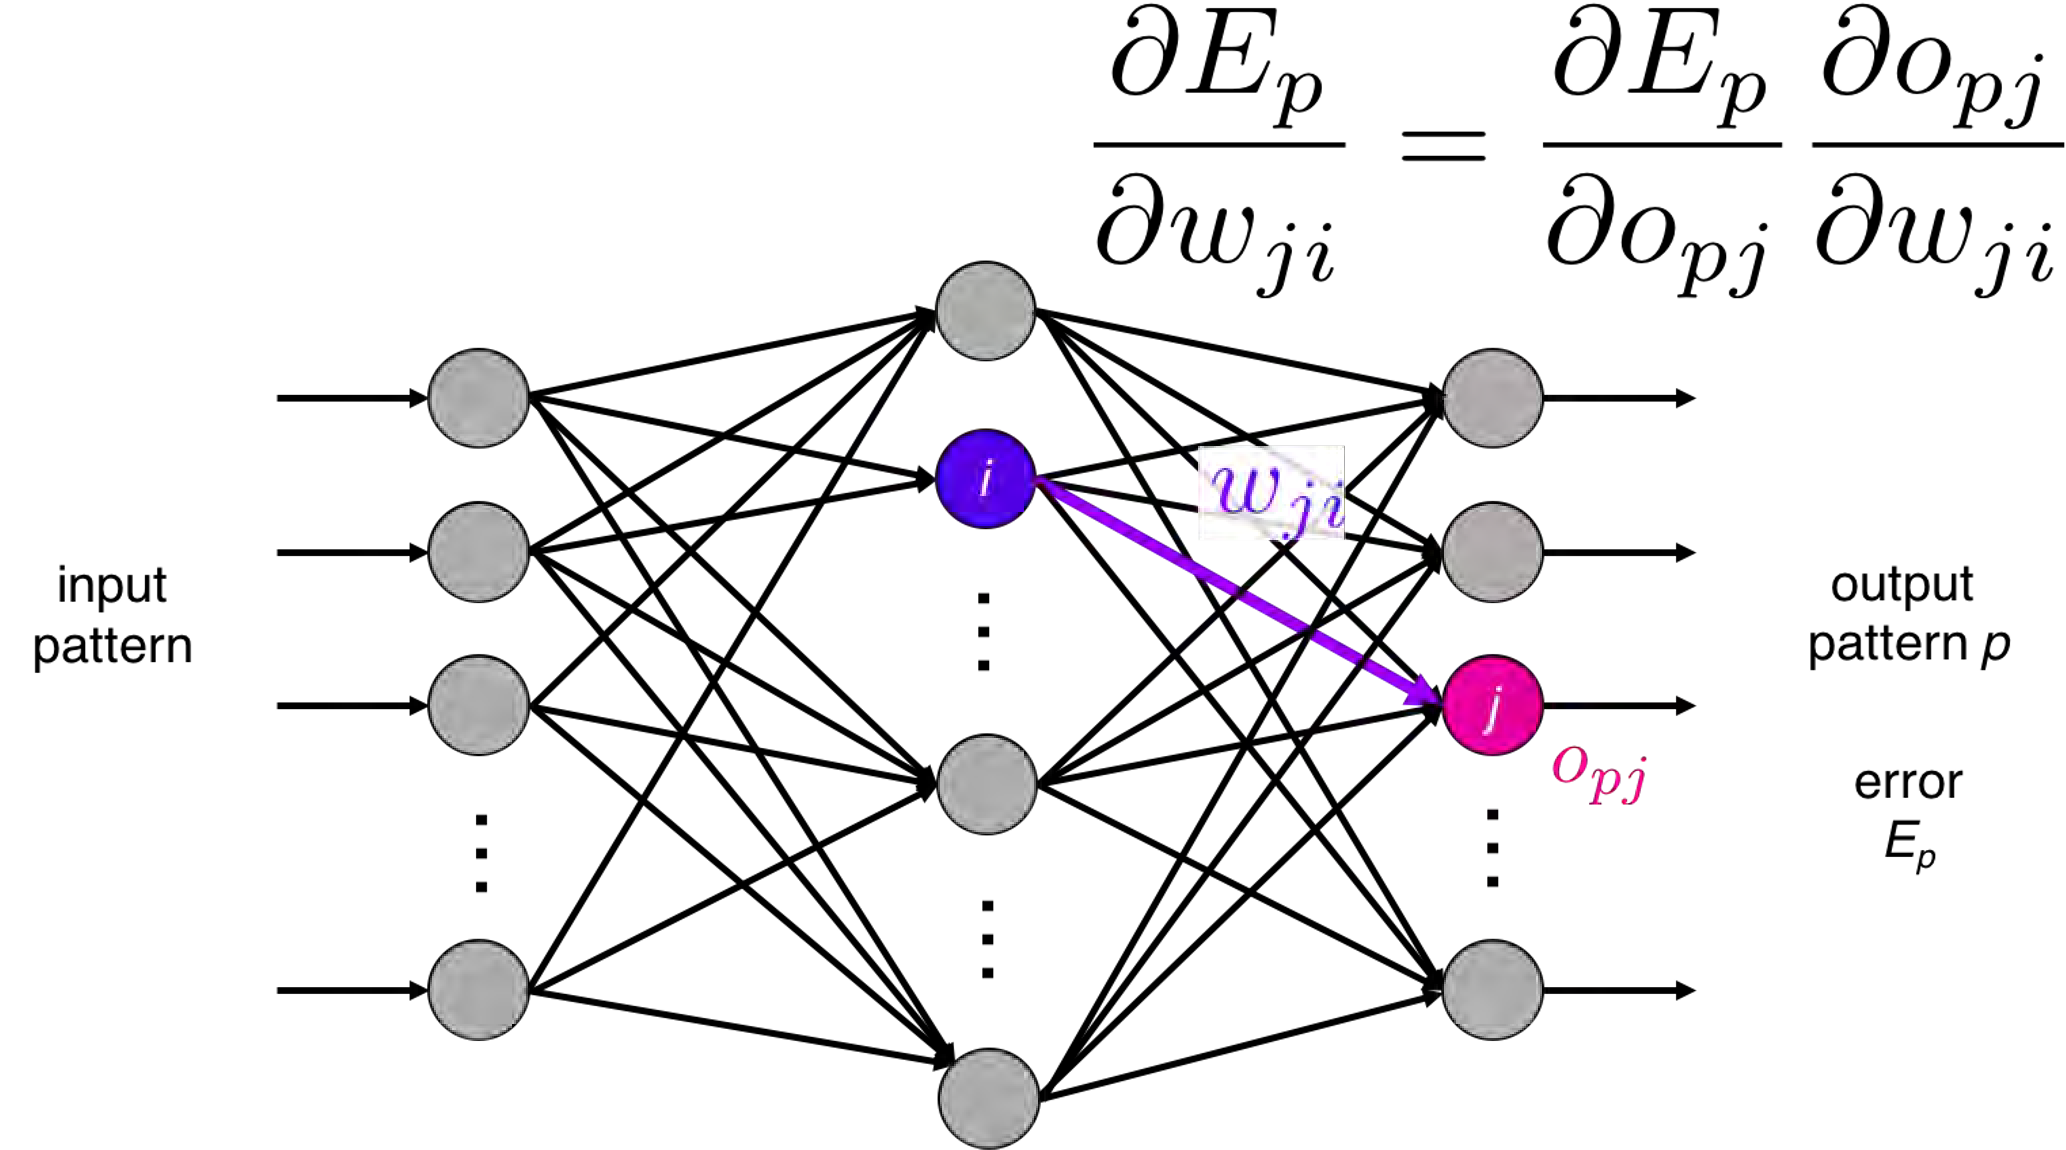 ∂E_p/∂w_ji = ∂E_p/∂o_pj ∂o_pj/∂w_ji
i
w_ji
input
pattern
output
pattern p
j
o_pj
error
E_p